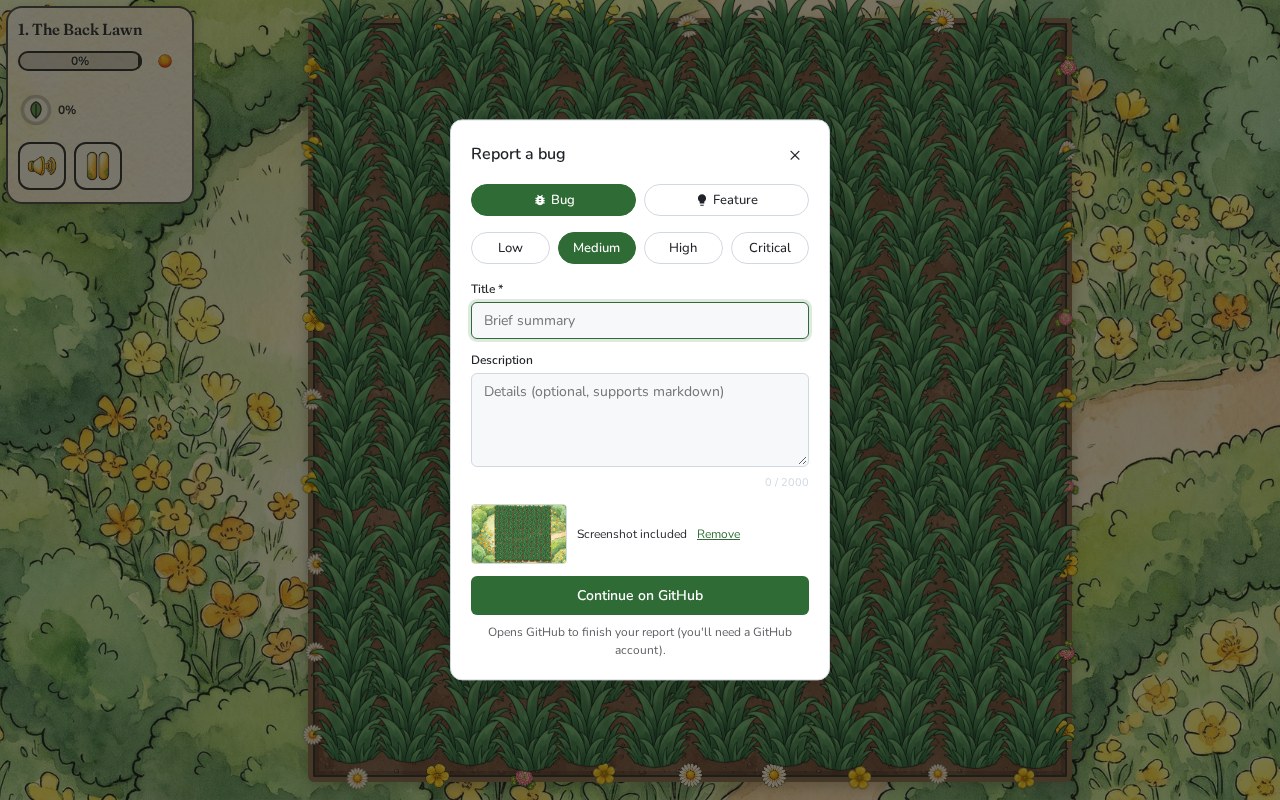 1. The Back Lawn
0%
0%
Report a bug
Bug
Feature
Low
Medium
High
Critical
Title *
Brief summary
Description
Details (optional, supports markdown)
0 / 2000
Screenshot included
Remove
Continue on GitHub
Opens GitHub to finish your report (you'll need a GitHub
account).